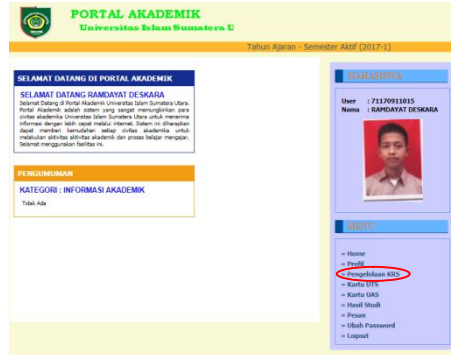 PORTAL AKADEMIK
Universitas Islam Sumatera U
Tahun Ajaran - Semester Aktif (2017-1)
SELAMAT DATANG DI PORTAL AKADEMIK
SELAMAT DATANG RAMDAYAT DESKARA
Selamat Datang di Portal Akademik Universitas Islam Sumatera Utara.
Portal Akademik adalah sistem yang sangat memungkinkan para
civitas akademika Universitas Islam Sumatera Utara untuk menerima
informasi dengan lebih cepat melalui internet. Sistem ini diharapkan
dapat memberi kemudahan setiap civitas akademika untuk
melakukan aktivitas aktivitas akademik dan proses belajar mengajar.
Selamat menggunakan fasilitas ini.
PENGUMUMAN
KATEGORI : INFORMASI AKADEMIK
Tidak Ada
MAHASISWA
User : 71170911015
Nama : RAMDAYAT DESKARA
MENU
» Home
» Profil
» Pengelolaan KRS
» Kartu UTS
» Kartu UAS
» Hasil Studi
» Pesan
» Ubah Password
» Logout